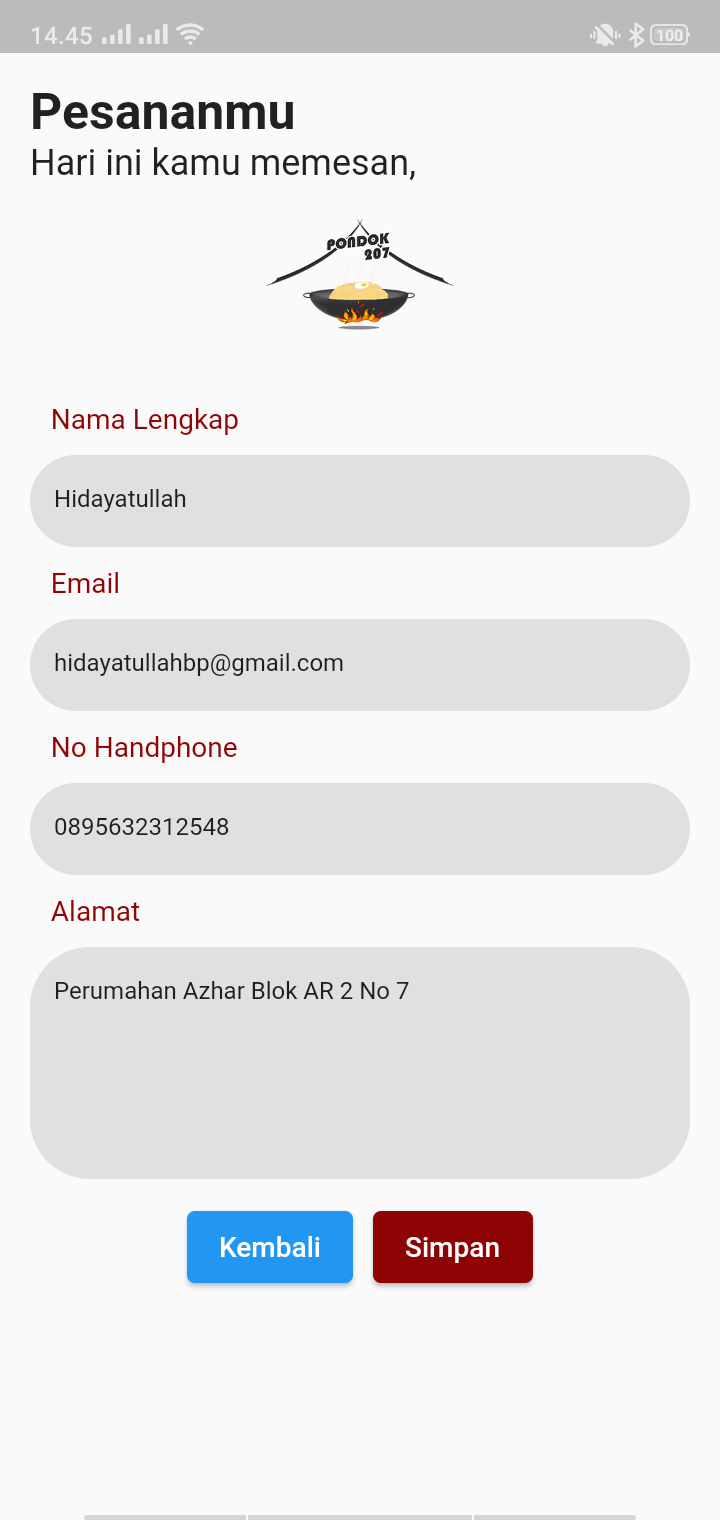 14.45
100
Pesananmu
Hari ini kamu memesan,
PONDOK
207
Nama Lengkap
Hidayatullah
Email
hidayatullahbp@gmail.com
No Handphone
0895632312548
Alamat
Perumahan Azhar Blok AR 2 No 7
Kembali Simpan